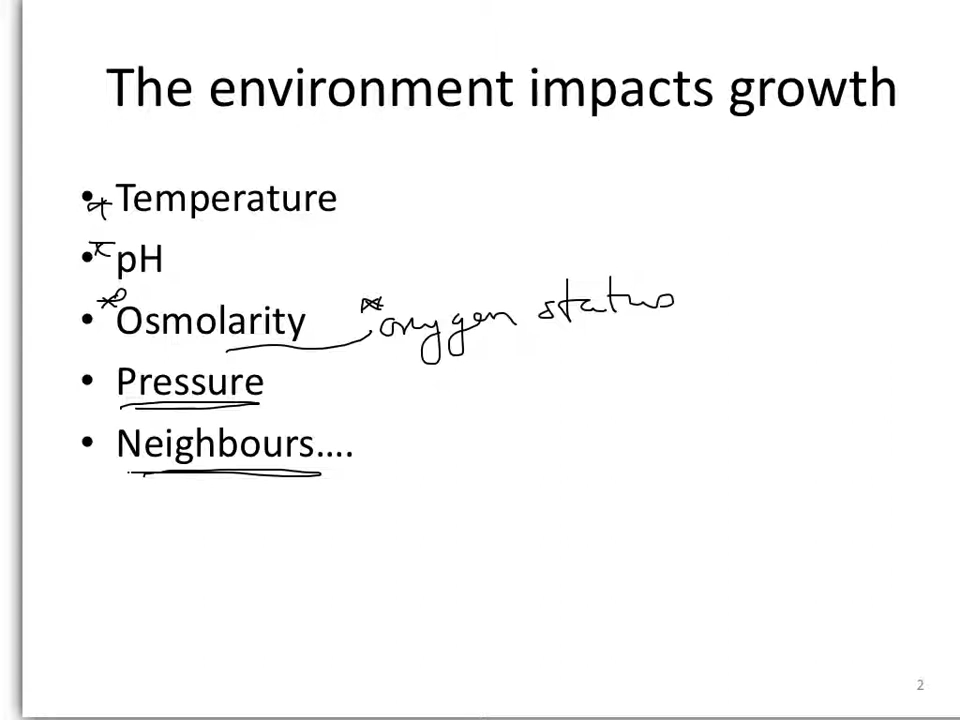 The environment impacts growth
• Temperature
• pH
• Osmolarity *oxygen status
• Pressure
• Neighbours....
2